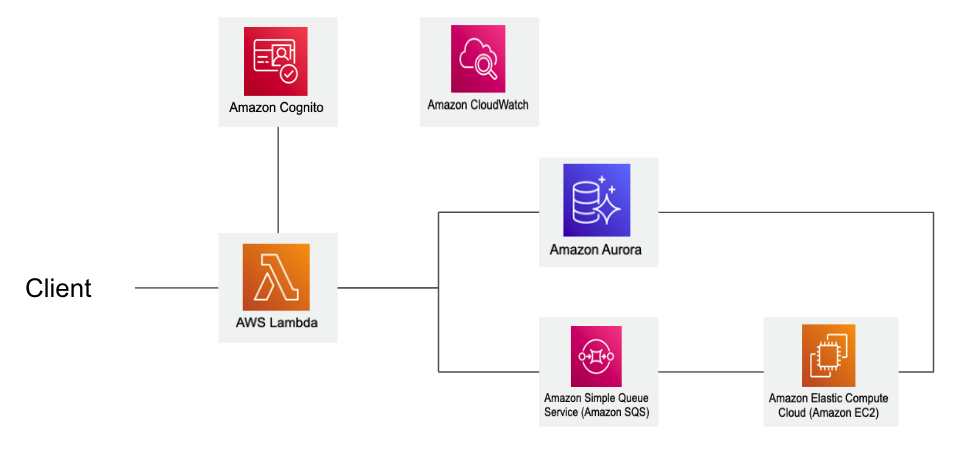 Amazon Cognito
Amazon CloudWatch
Amazon Aurora
Client
AWS Lambda
Amazon Simple Queue
Service (Amazon SQS)
Amazon Elastic Compute
Cloud (Amazon EC2)